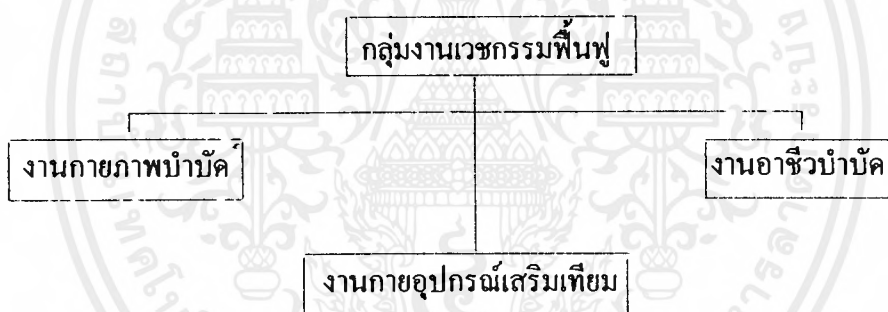 กลุ่มงานเวชกรรมฟื้นฟู
งานกายภาพบำบัด
งานอาชีวบำบัด
งานกายอุปกรณ์เสริมเทียม